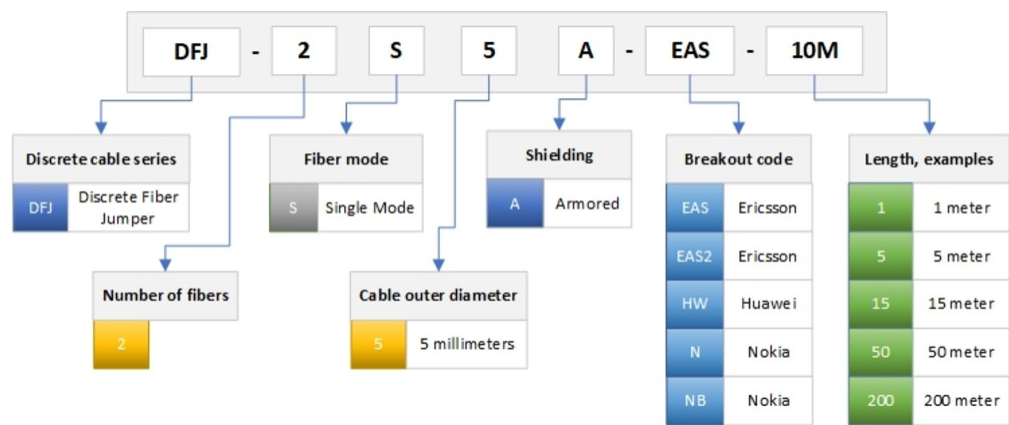 DFJ - 2 S 5 A - EAS - 10M
Discrete cable series
DFJ Discrete Fiber
Jumper
Number of fibers
2
Fiber mode
S Single Mode
Cable outer diameter
5 5 millimeters
Shielding
A Armored
Breakout code
EAS Ericsson
EAS2 Ericsson
HW Huawei
N Nokia
NB Nokia
Length, examples
1 1 meter
5 5 meter
15 15 meter
50 50 meter
200 200 meter